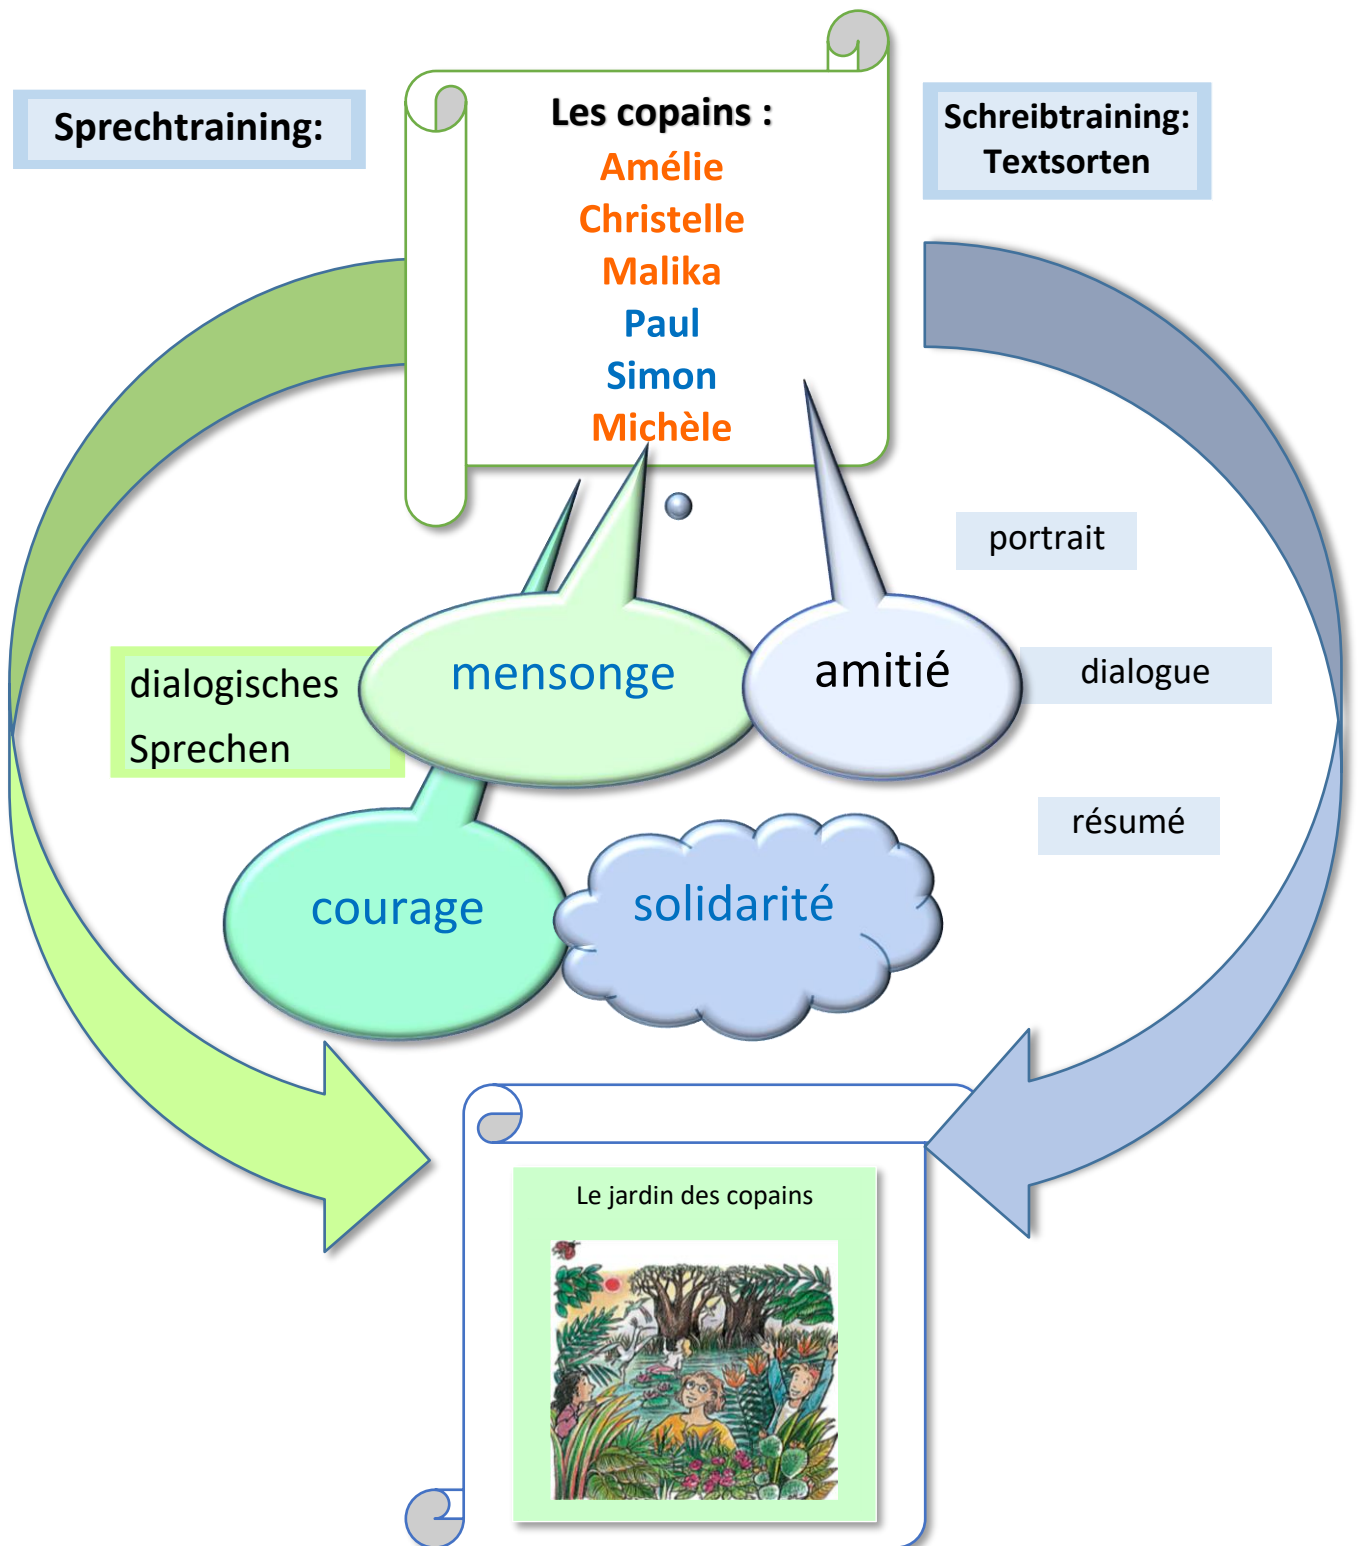 Sprechtraining:
Les copains :
Amélie
Christelle
Malika
Paul
Simon
Michèle
Schreibtraining:
Textsorten
portrait
dialogisches
Sprechen
mensonge
amitié
dialogue
résumé
courage
solidarité
Le jardin des copains